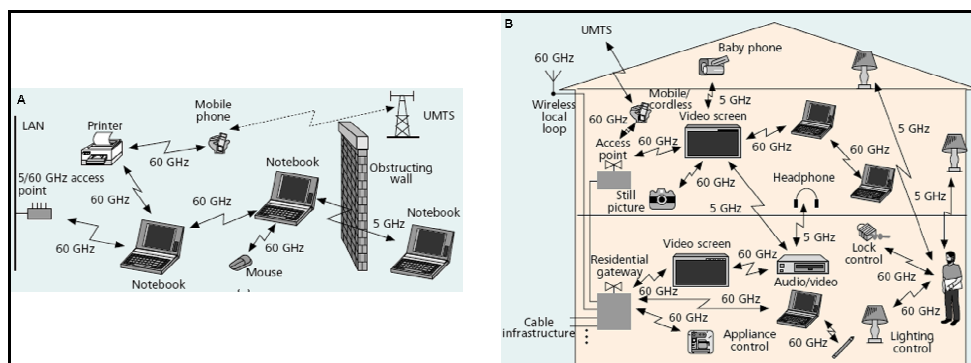 A
LAN
Printer
Mobile
phone
UMTS
60 GHz
Notebook
Obstructing
wall
5/60 GHz access
point
60 GHz
60 GHz
5 GHz
Notebook
60 GHz
60 GHz
Mouse
Notebook
B
UMTS
60 GHz
Baby phone
Wireless
local
loop
Mobile/
cordless
5 GHz
60 GHz
Video screen
Access
point
60 GHz
60 GHz
5 GHz
60 GHz
5 GHz
60 GHz
Headphone
Still
picture
5 GHz
5 GHz
Lock
control
Video screen
Residential
gateway
60 GHz
60 GHz
60 GHz
Audio/video
60 GHz
60 GHz
60 GHz
Cable
infrastructure
60 GHz
Appliance
control
60 GHz
Lighting
control